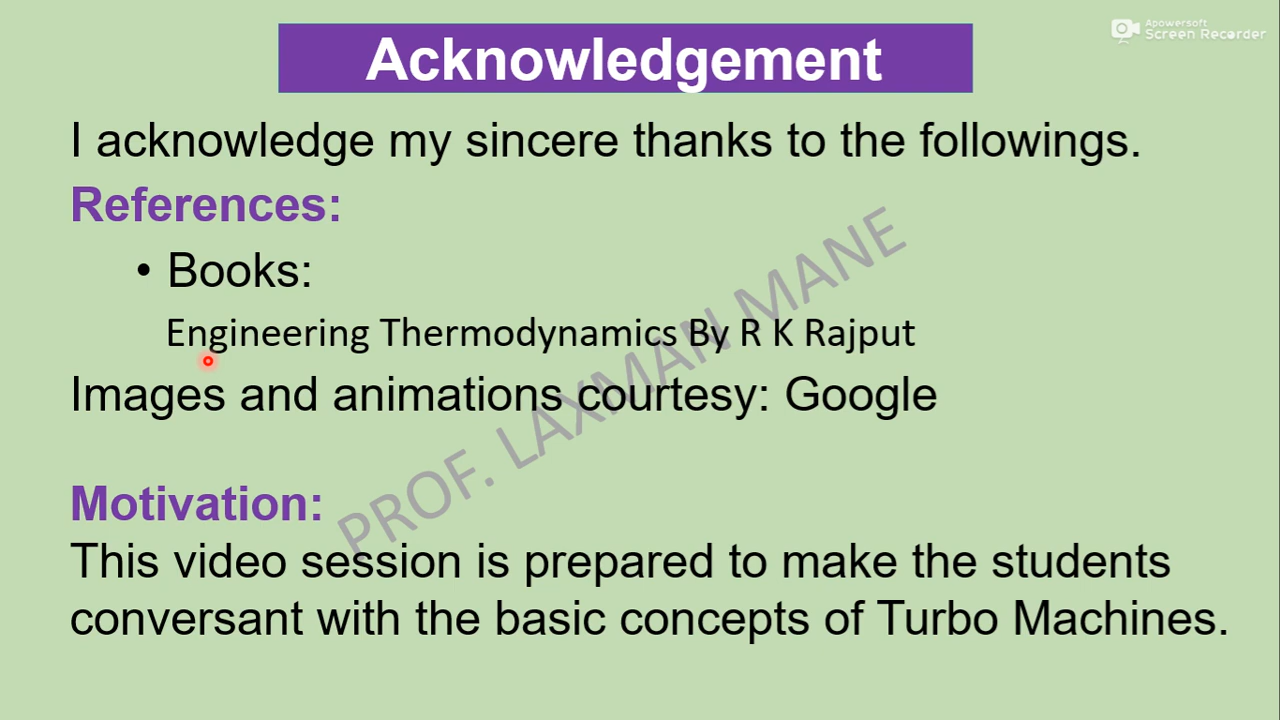 Apowersoft
Screen Recorder
Acknowledgement
I acknowledge my sincere thanks to the followings.
References:
• Books:
Engineering Thermodynamics By R K Rajput
Images and animations courtesy: Google
PROF. LAXMAN MANE
Motivation:
This video session is prepared to make the students
conversant with the basic concepts of Turbo Machines.